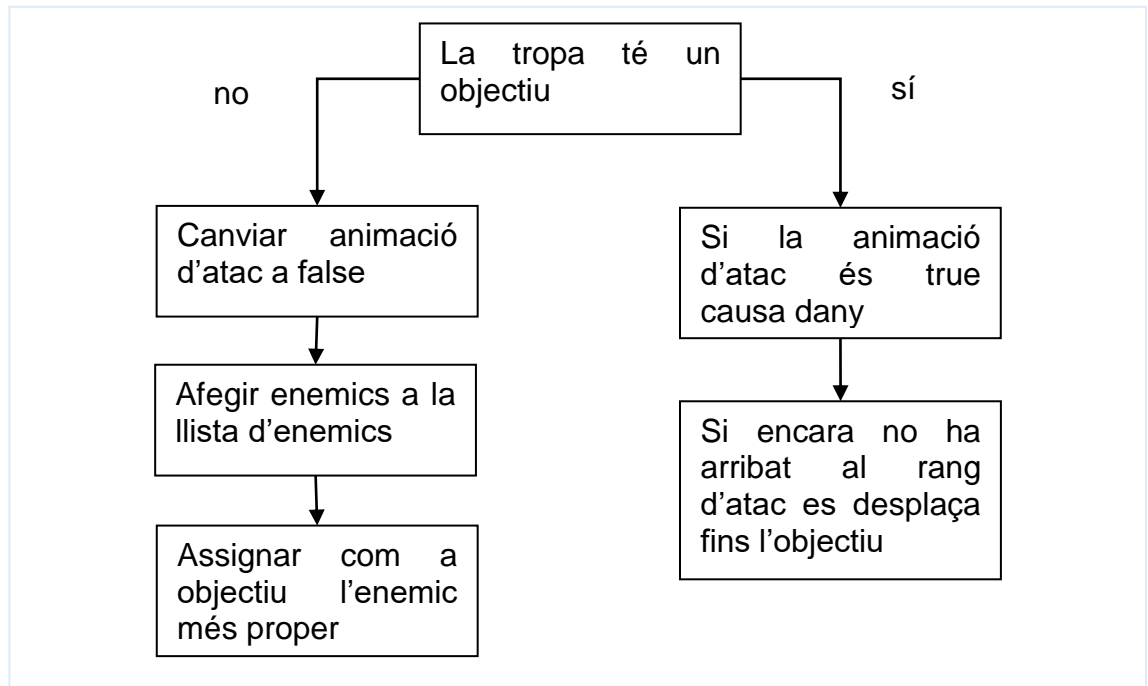 La tropa té un
objectiu
no
sí
Canviar animació
d’atac a false
Afegir enemics a la
llista d’enemics
Assignar com a
objectiu l’enemic
més proper
Si la animació
d’atac és true
causa dany
Si encara no ha
arribat al rang
d’atac es desplaça
fins l’objectiu